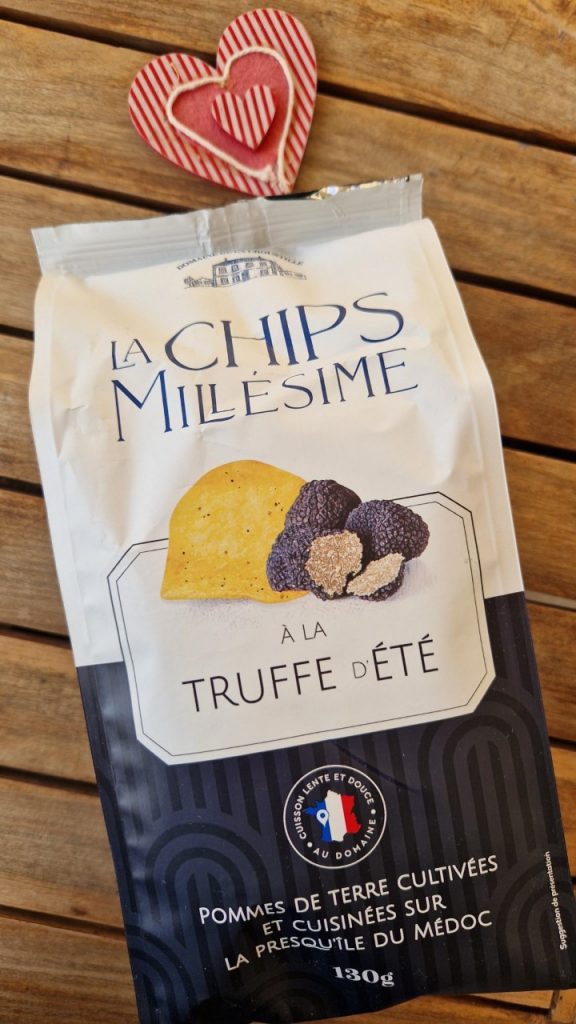 LA CHIPS
MILLÉSIME
À LA
TRUFFE D'ÉTÉ
CUISSON LENTE ET DOUCE
• AU DOMAINE •
POMMES DE TERRE CULTIVÉES
ET CUISINÉES SUR
LA PRESQU'ÎLE DU MÉDOC
130g
Suggestion de présentation